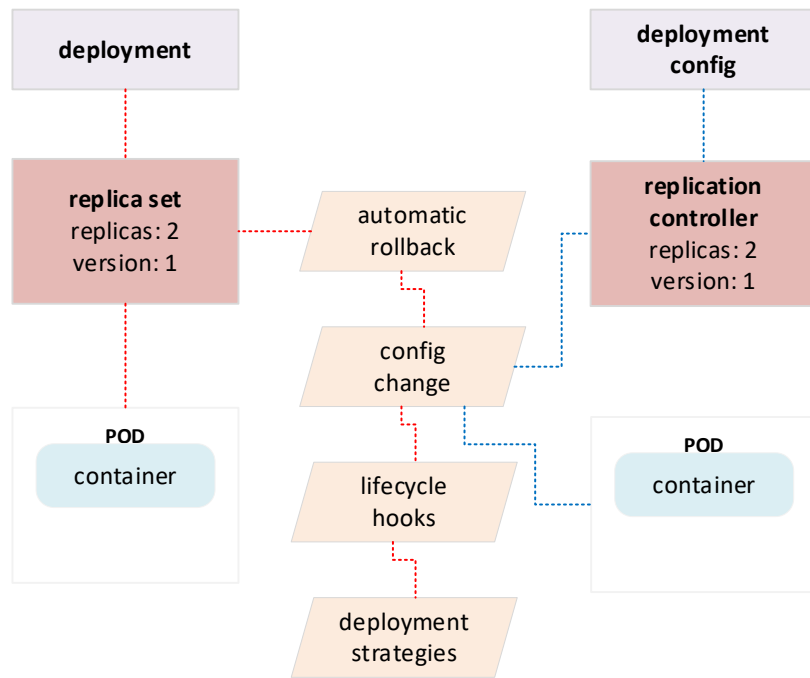 deployment
deployment
config
replica set
replicas: 2
version: 1
automatic
rollback
replication
controller
replicas: 2
version: 1
config
change
POD
container
POD
container
lifecycle
hooks
deployment
strategies